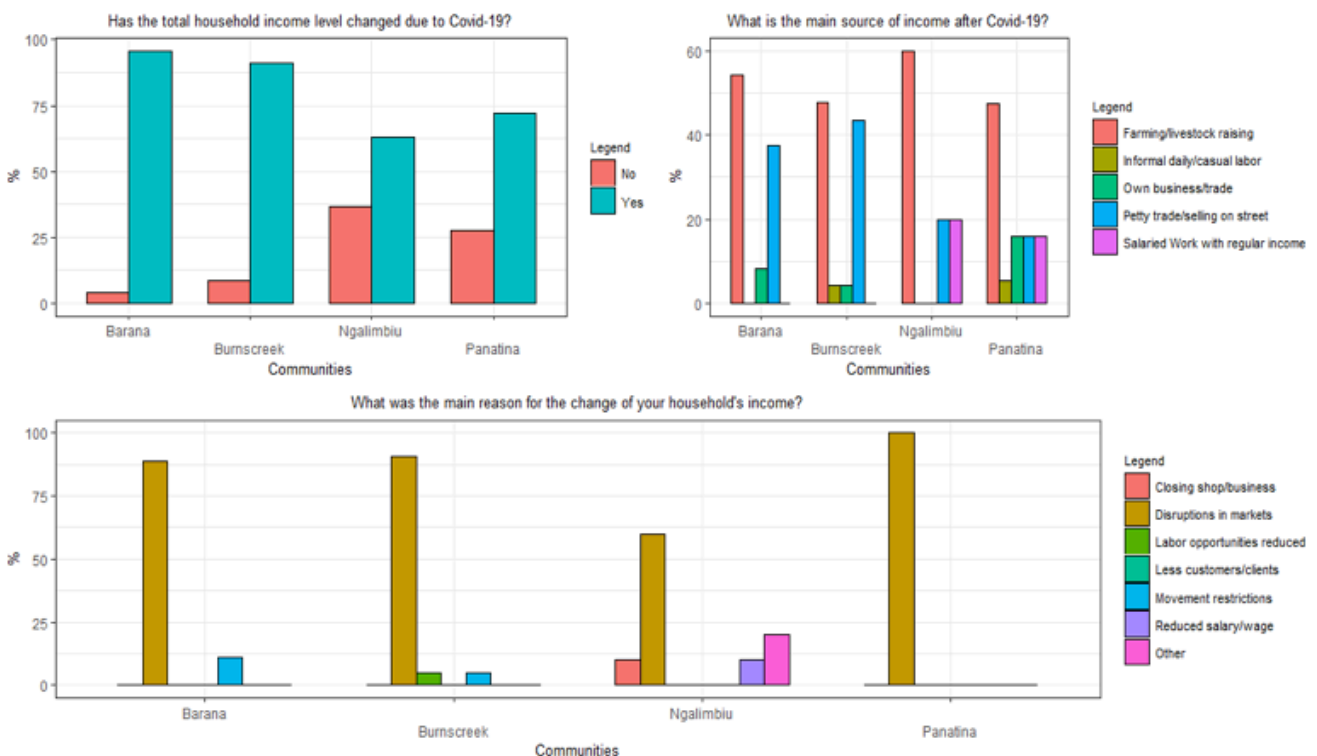 Has the total household income level changed due to Covid-19?
100
75
50
25
0
%
Barana
Burnscreek
Ngalimbiu
Panatina
Communities
Legend
No
Yes
What is the main source of income after Covid-19?
60
40
20
0
%
Barana
Burnscreek
Ngalimbiu
Panatina
Communities
Legend
Farming/livestock raising
Informal daily/casual labor
Own business/trade
Petty trade/selling on street
Salaried Work with regular income
What was the main reason for the change of your household's income?
100
75
50
25
0
%
Barana
Burnscreek
Ngalimbiu
Panatina
Communities
Legend
Closing shop/business
Disruptions in markets
Labor opportunities reduced
Less customers/clients
Movement restrictions
Reduced salary/wage
Other